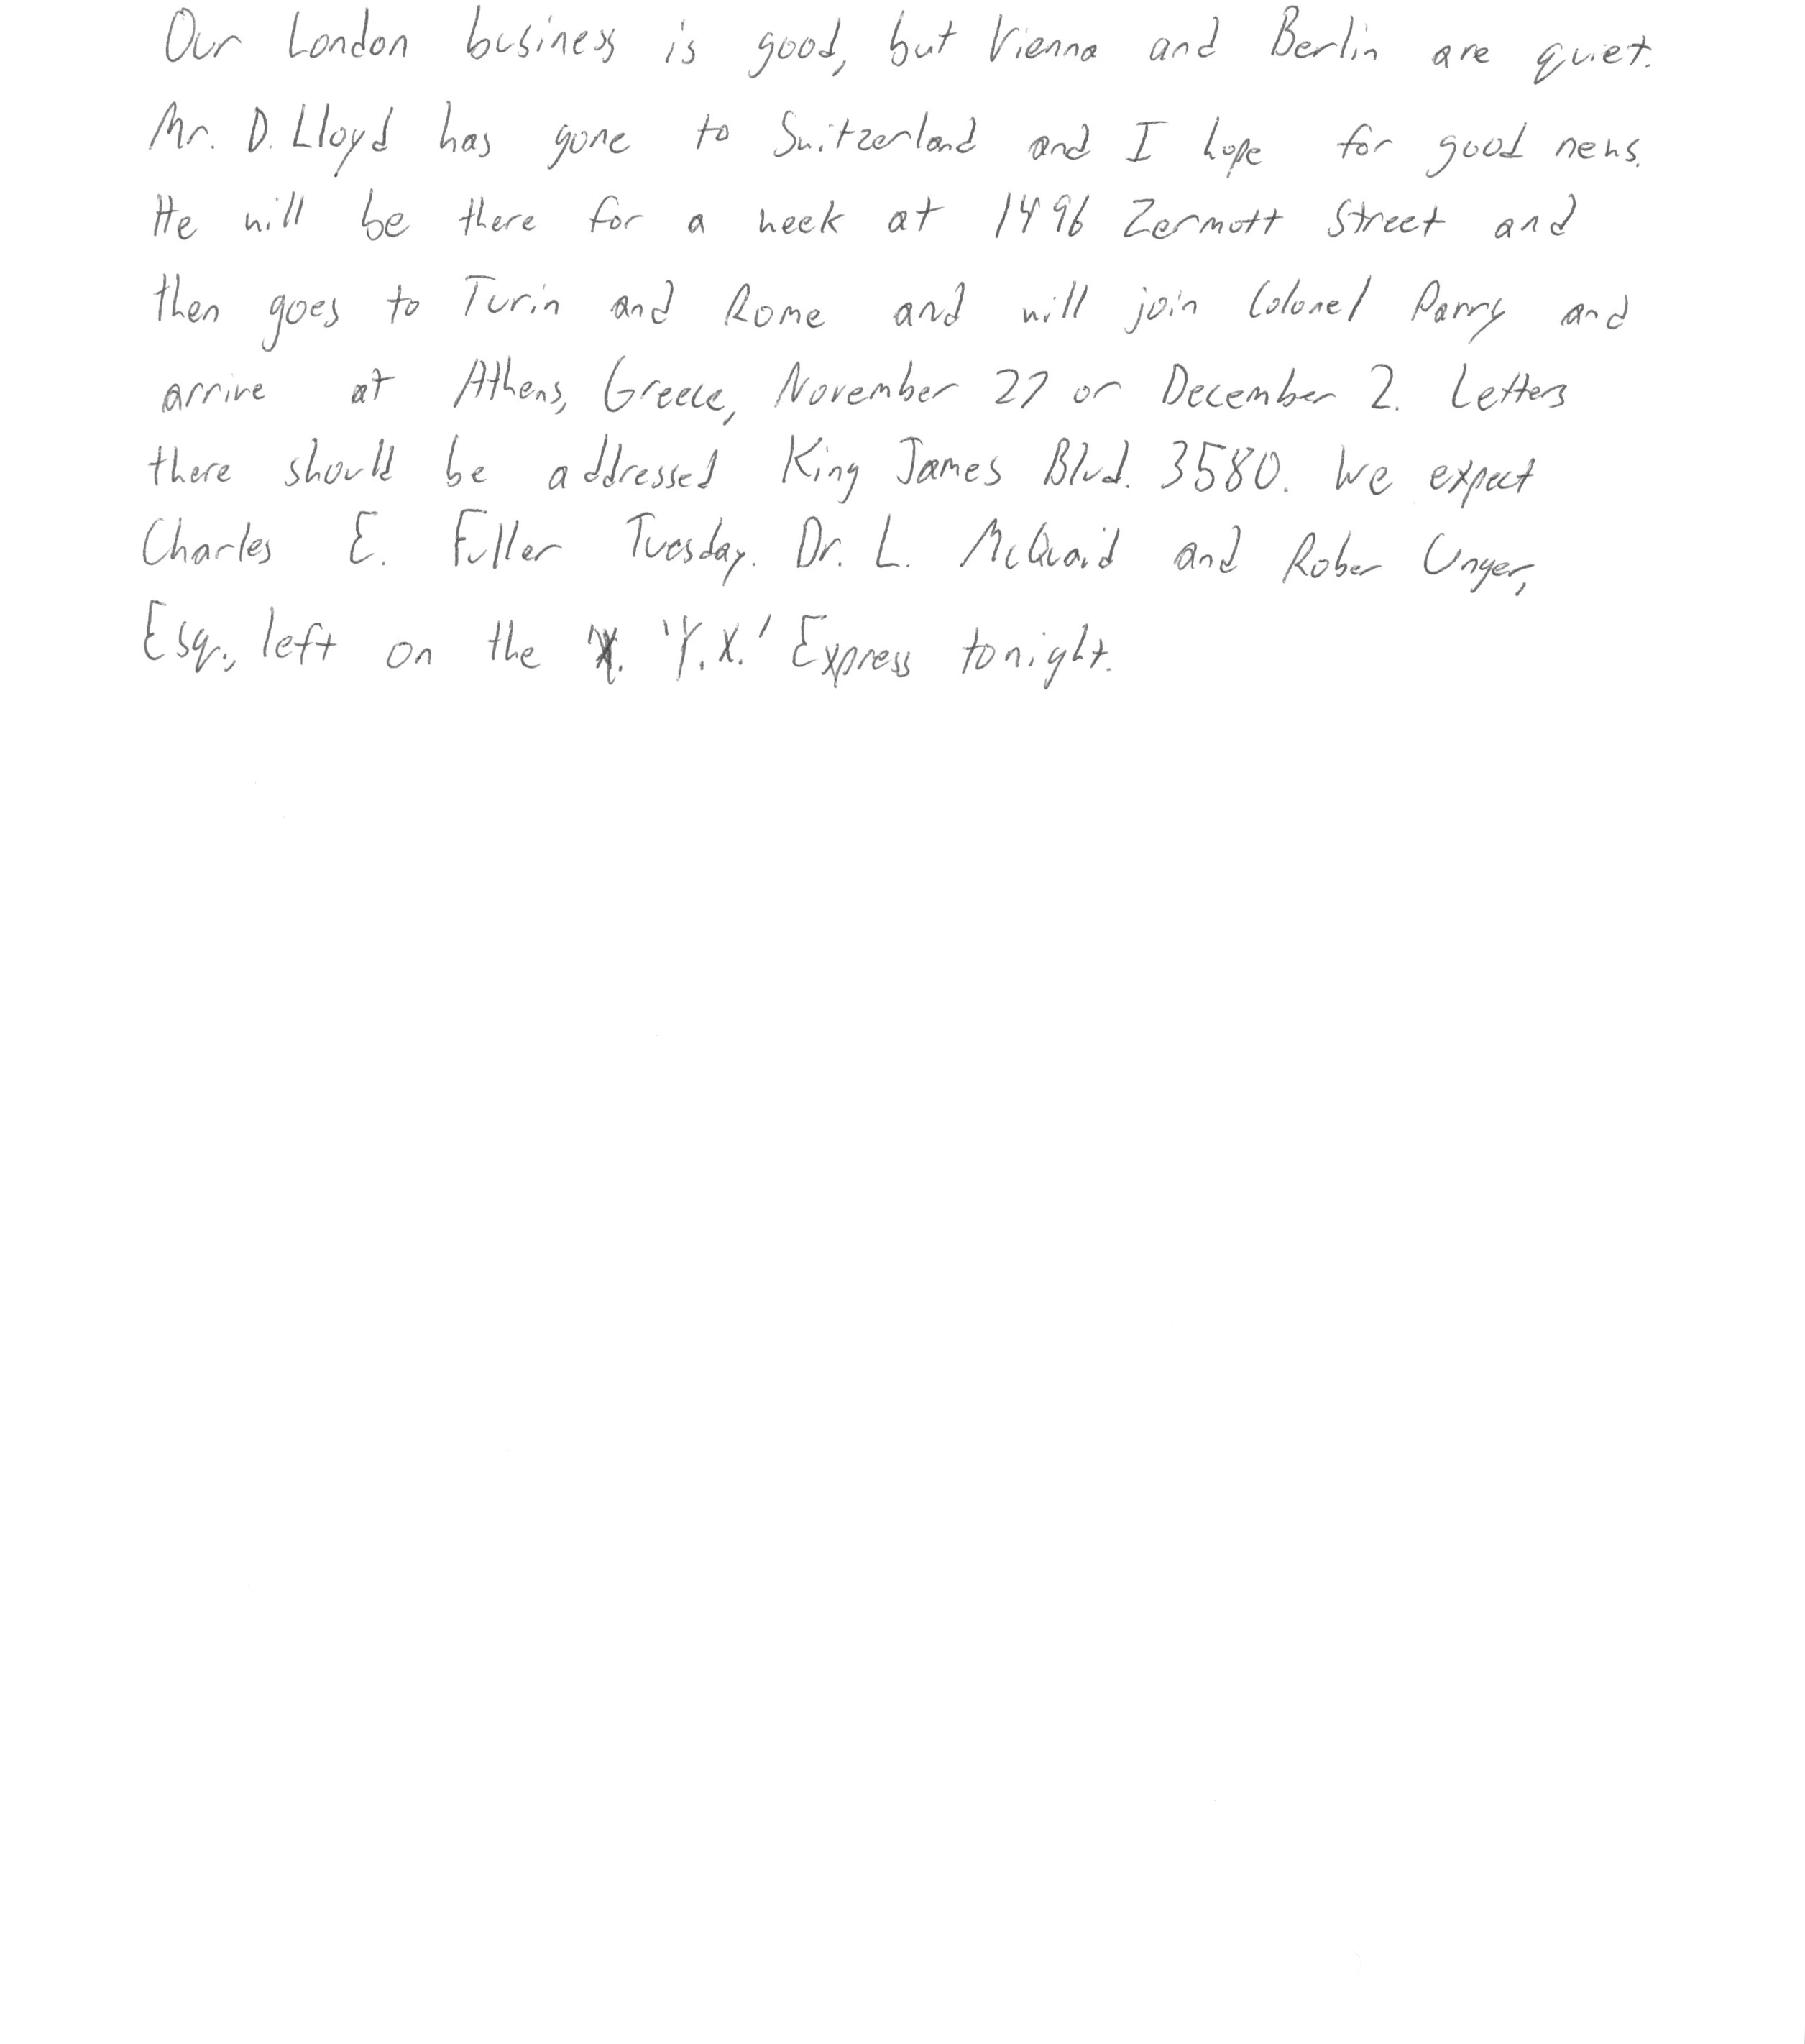 Our London business is good, but Vienna and Berlin are quiet.
Mr. D. Lloyd has gone to Switzerland and I hope for good news.
He will be there for a week at 1496 Zermott Street and
then goes to Turin and Rome and will join Colonel Parry and
arrive at Athens, Greece, November 27 or December 2. Letters
there should be addressed King James Blvd. 3580. We expect
Charles E. Fuller Tuesday. Dr. L. McQuaid and Rober Unger,
Esq., left on the 'Y.X.' Express tonight.